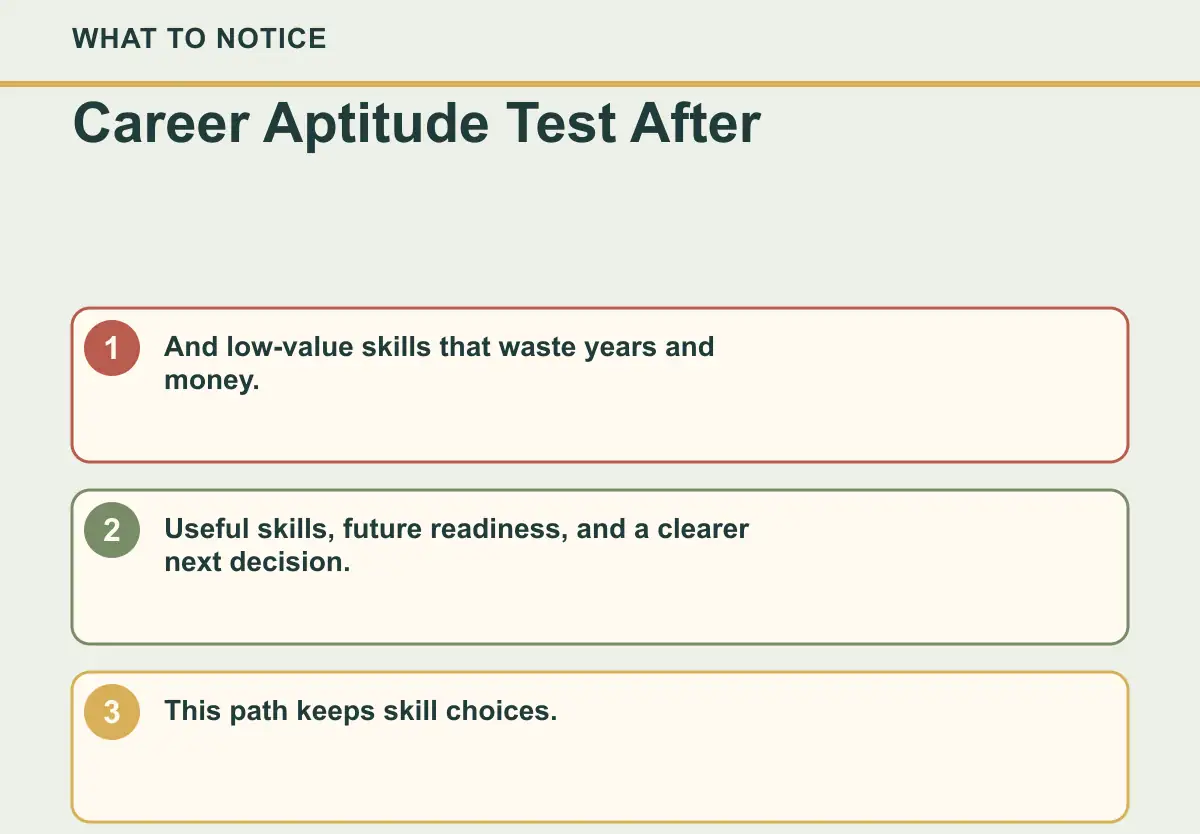 WHAT TO NOTICE
Career Aptitude Test After
1
And low-value skills that waste years and
money.
2
Useful skills, future readiness, and a clearer
next decision.
3
This path keeps skill choices.